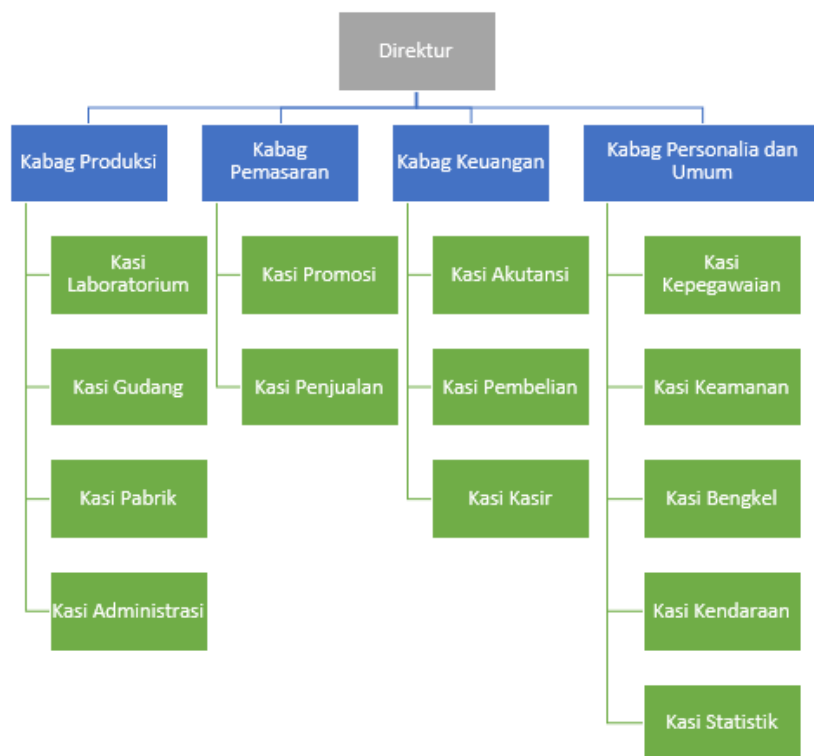 Direktur
Kabag Produksi
Kabag
Pemasaran
Kabag Keuangan
Kabag Personalia dan
Umum
Kasi
Laboratorium
Kasi Gudang
Kasi Pabrik
Kasi Administrasi
Kasi Promosi
Kasi Penjualan
Kasi Akutansi
Kasi Pembelian
Kasi Kasir
Kasi
Kepegawaian
Kasi Keamanan
Kasi Bengkel
Kasi Kendaraan
Kasi Statistik